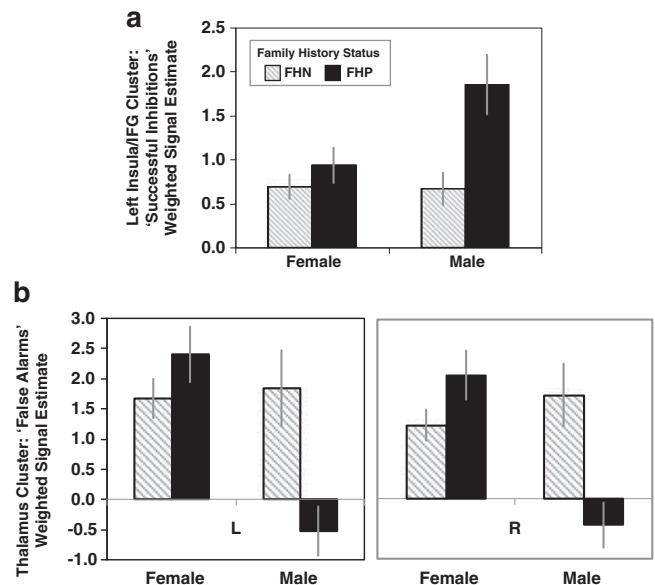 a
Left Insula/IFG Cluster:
‘Successful Inhibitions’
Weighted Signal Estimate
2.5
2.0
1.5
1.0
0.5
0.0
Family History Status
FHN FHP
Female Male
b
Thalamus Cluster: ‘False Alarms’
Weighted Signal Estimate
3.0
2.5
2.0
1.5
1.0
0.5
0.0
-0.5
-1.0
L R
Female Male Female Male